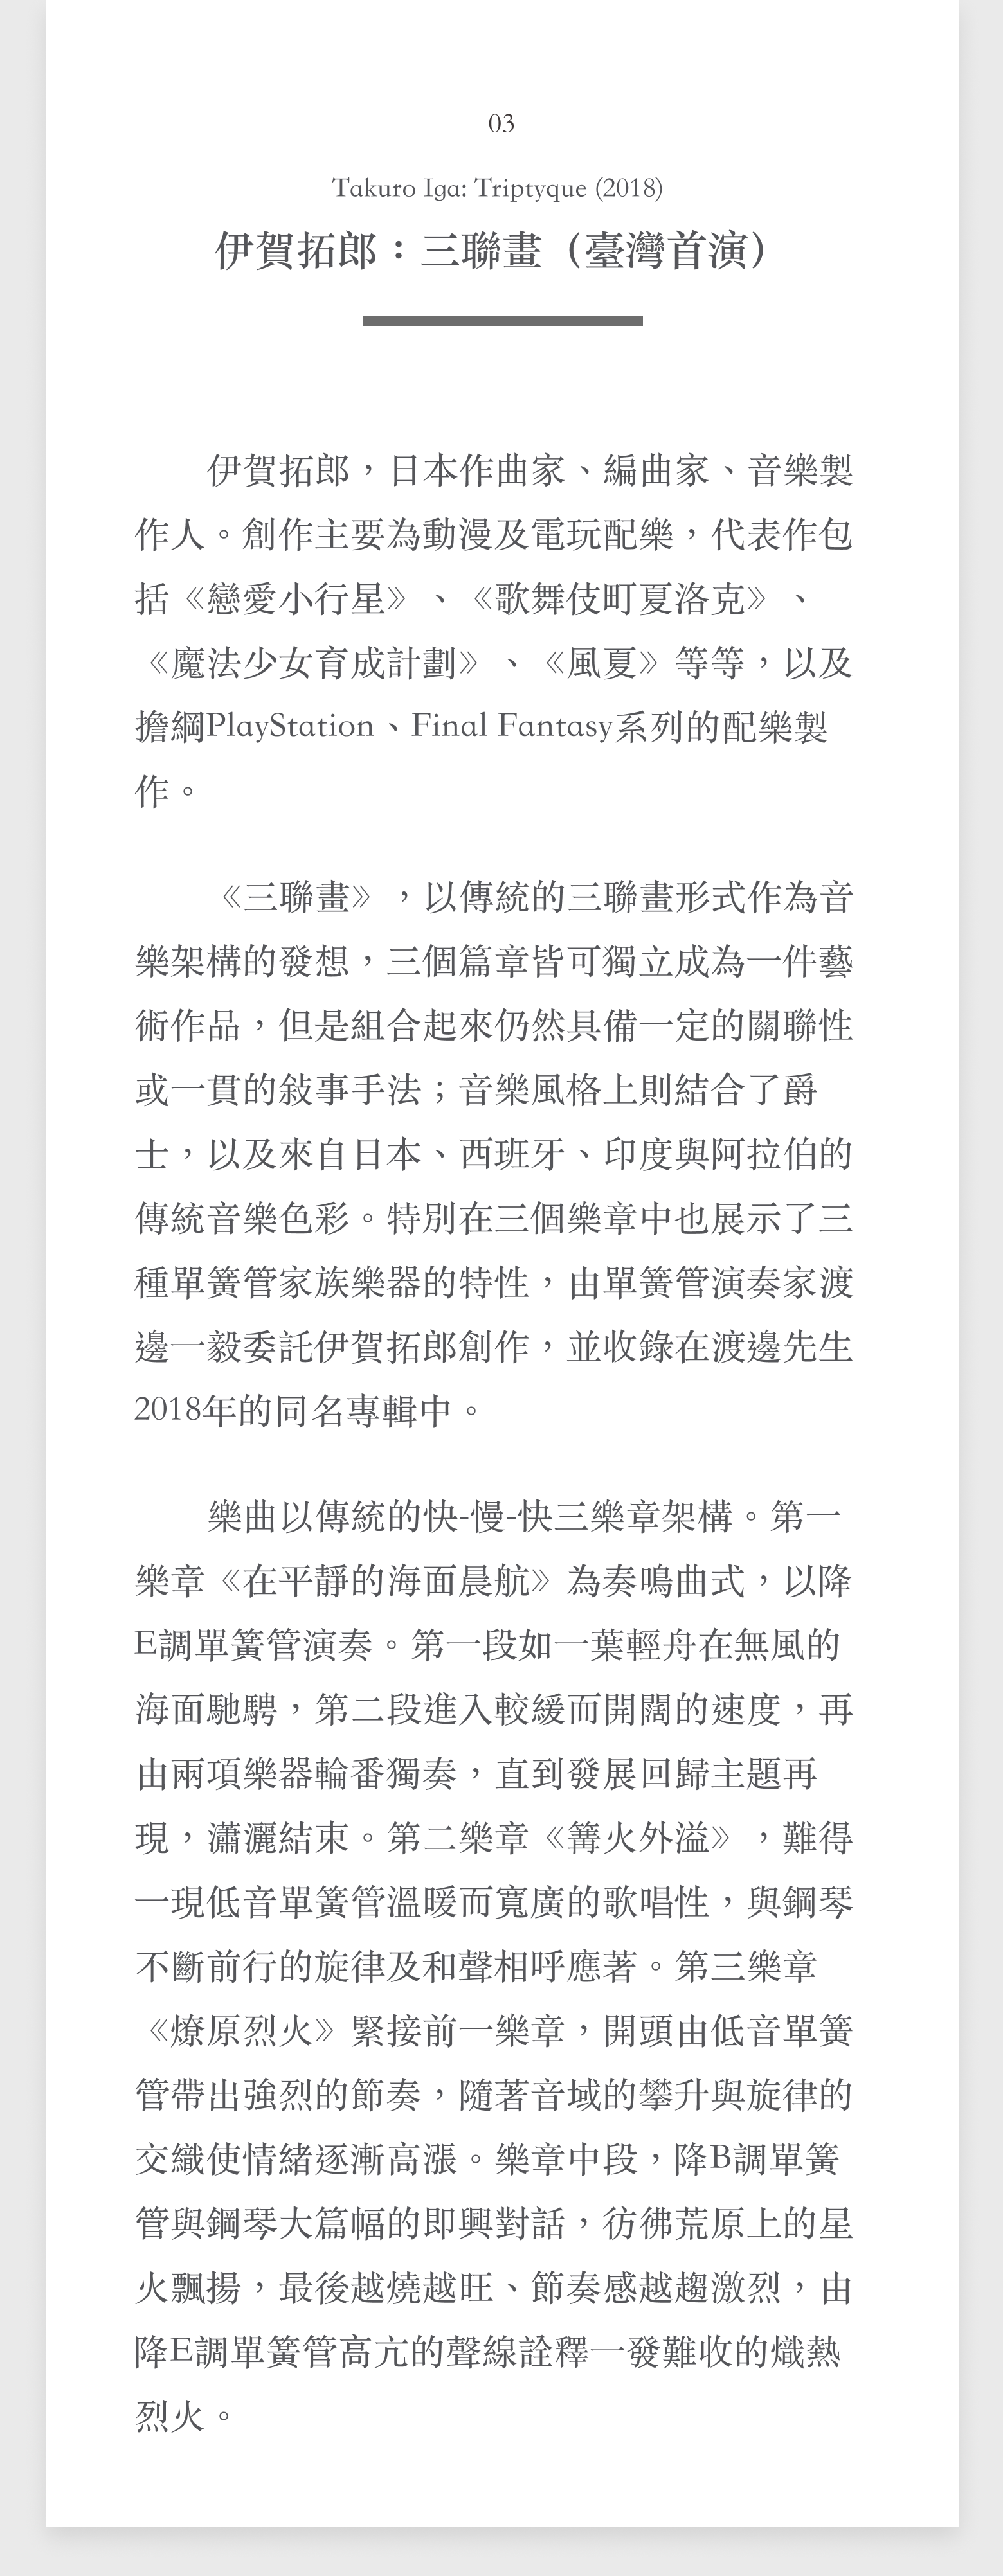 03
Takuro Iga: Triptyque (2018)
伊賀拓郎：三聯畫（臺灣首演）
伊賀拓郎，日本作曲家、編曲家、音樂製
作人。創作主要為動漫及電玩配樂，代表作包
括《戀愛小行星》、《歌舞伎町夏洛克》、
《魔法少女育成計劃》、《風夏》等等，以及
擔綱PlayStation、Final Fantasy系列的配樂製
作。
《三聯畫》，以傳統的三聯畫形式作為音
樂架構的發想，三個篇章皆可獨立成為一件藝
術作品，但是組合起來仍然具備一定的關聯性
或一貫的敍事手法；音樂風格上則結合了爵
士，以及來自日本、西班牙、印度與阿拉伯的
傳統音樂色彩。特別在三個樂章中也展示了三
種單簧管家族樂器的特性，由單簧管演奏家渡
邊一毅委託伊賀拓郎創作，並收錄在渡邊先生
2018年的同名專輯中。
樂曲以傳統的快-慢-快三樂章架構。第一
樂章《在平靜的海面晨航》為奏鳴曲式，以降
E調單簧管演奏。第一段如一葉輕舟在無風的
海面馳騁，第二段進入較緩而開闊的速度，再
由兩項樂器輪番獨奏，直到發展回歸主題再
現，瀟灑結束。第二樂章《篝火外溢》，難得
一現低音單簧管溫暖而寬廣的歌唱性，與鋼琴
不斷前行的旋律及和聲相呼應著。第三樂章
《燎原烈火》緊接前一樂章，開頭由低音單簧
管帶出強烈的節奏，隨著音域的攀升與旋律的
交織使情緒逐漸高漲。樂章中段，降B調單簧
管與鋼琴大篇幅的即興對話，彷彿荒原上的星
火飄揚，最後越燒越旺、節奏感越趨激烈，由
降E調單簧管高亢的聲線詮釋一發難收的熾熱
烈火。